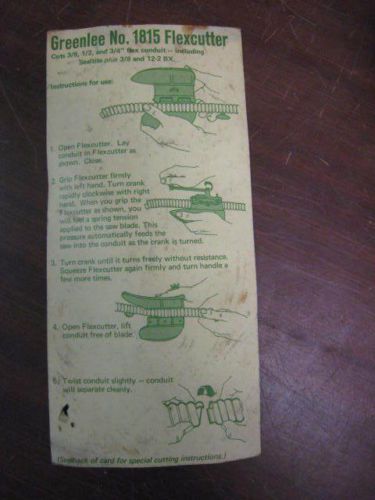 Greenlee No. 1815 Flexcutter
Cuts 3/8, 1/2, and 3/4" flex conduit — including
Sealtite plus 3/8 and 12-2 BX.
Instructions for use:
1. Open Flexcutter. Lay
conduit in Flexcutter as
shown. Close.
2. Grip Flexcutter firmly
with left hand. Turn crank
rapidly clockwise with right
hand. When you grip the
Flexcutter as shown, you
will feel a spring tension
applied to the saw blade. This
pressure automatically feeds the
saw into the conduit as the crank is turned.
3. Turn crank until it turns freely without resistance.
Squeeze Flexcutter again firmly and turn handle a
few more times.
4. Open Flexcutter, lift
conduit free of blade.
5. Twist conduit slightly — conduit
will separate cleanly.
(See back of card for special cutting instructions.)